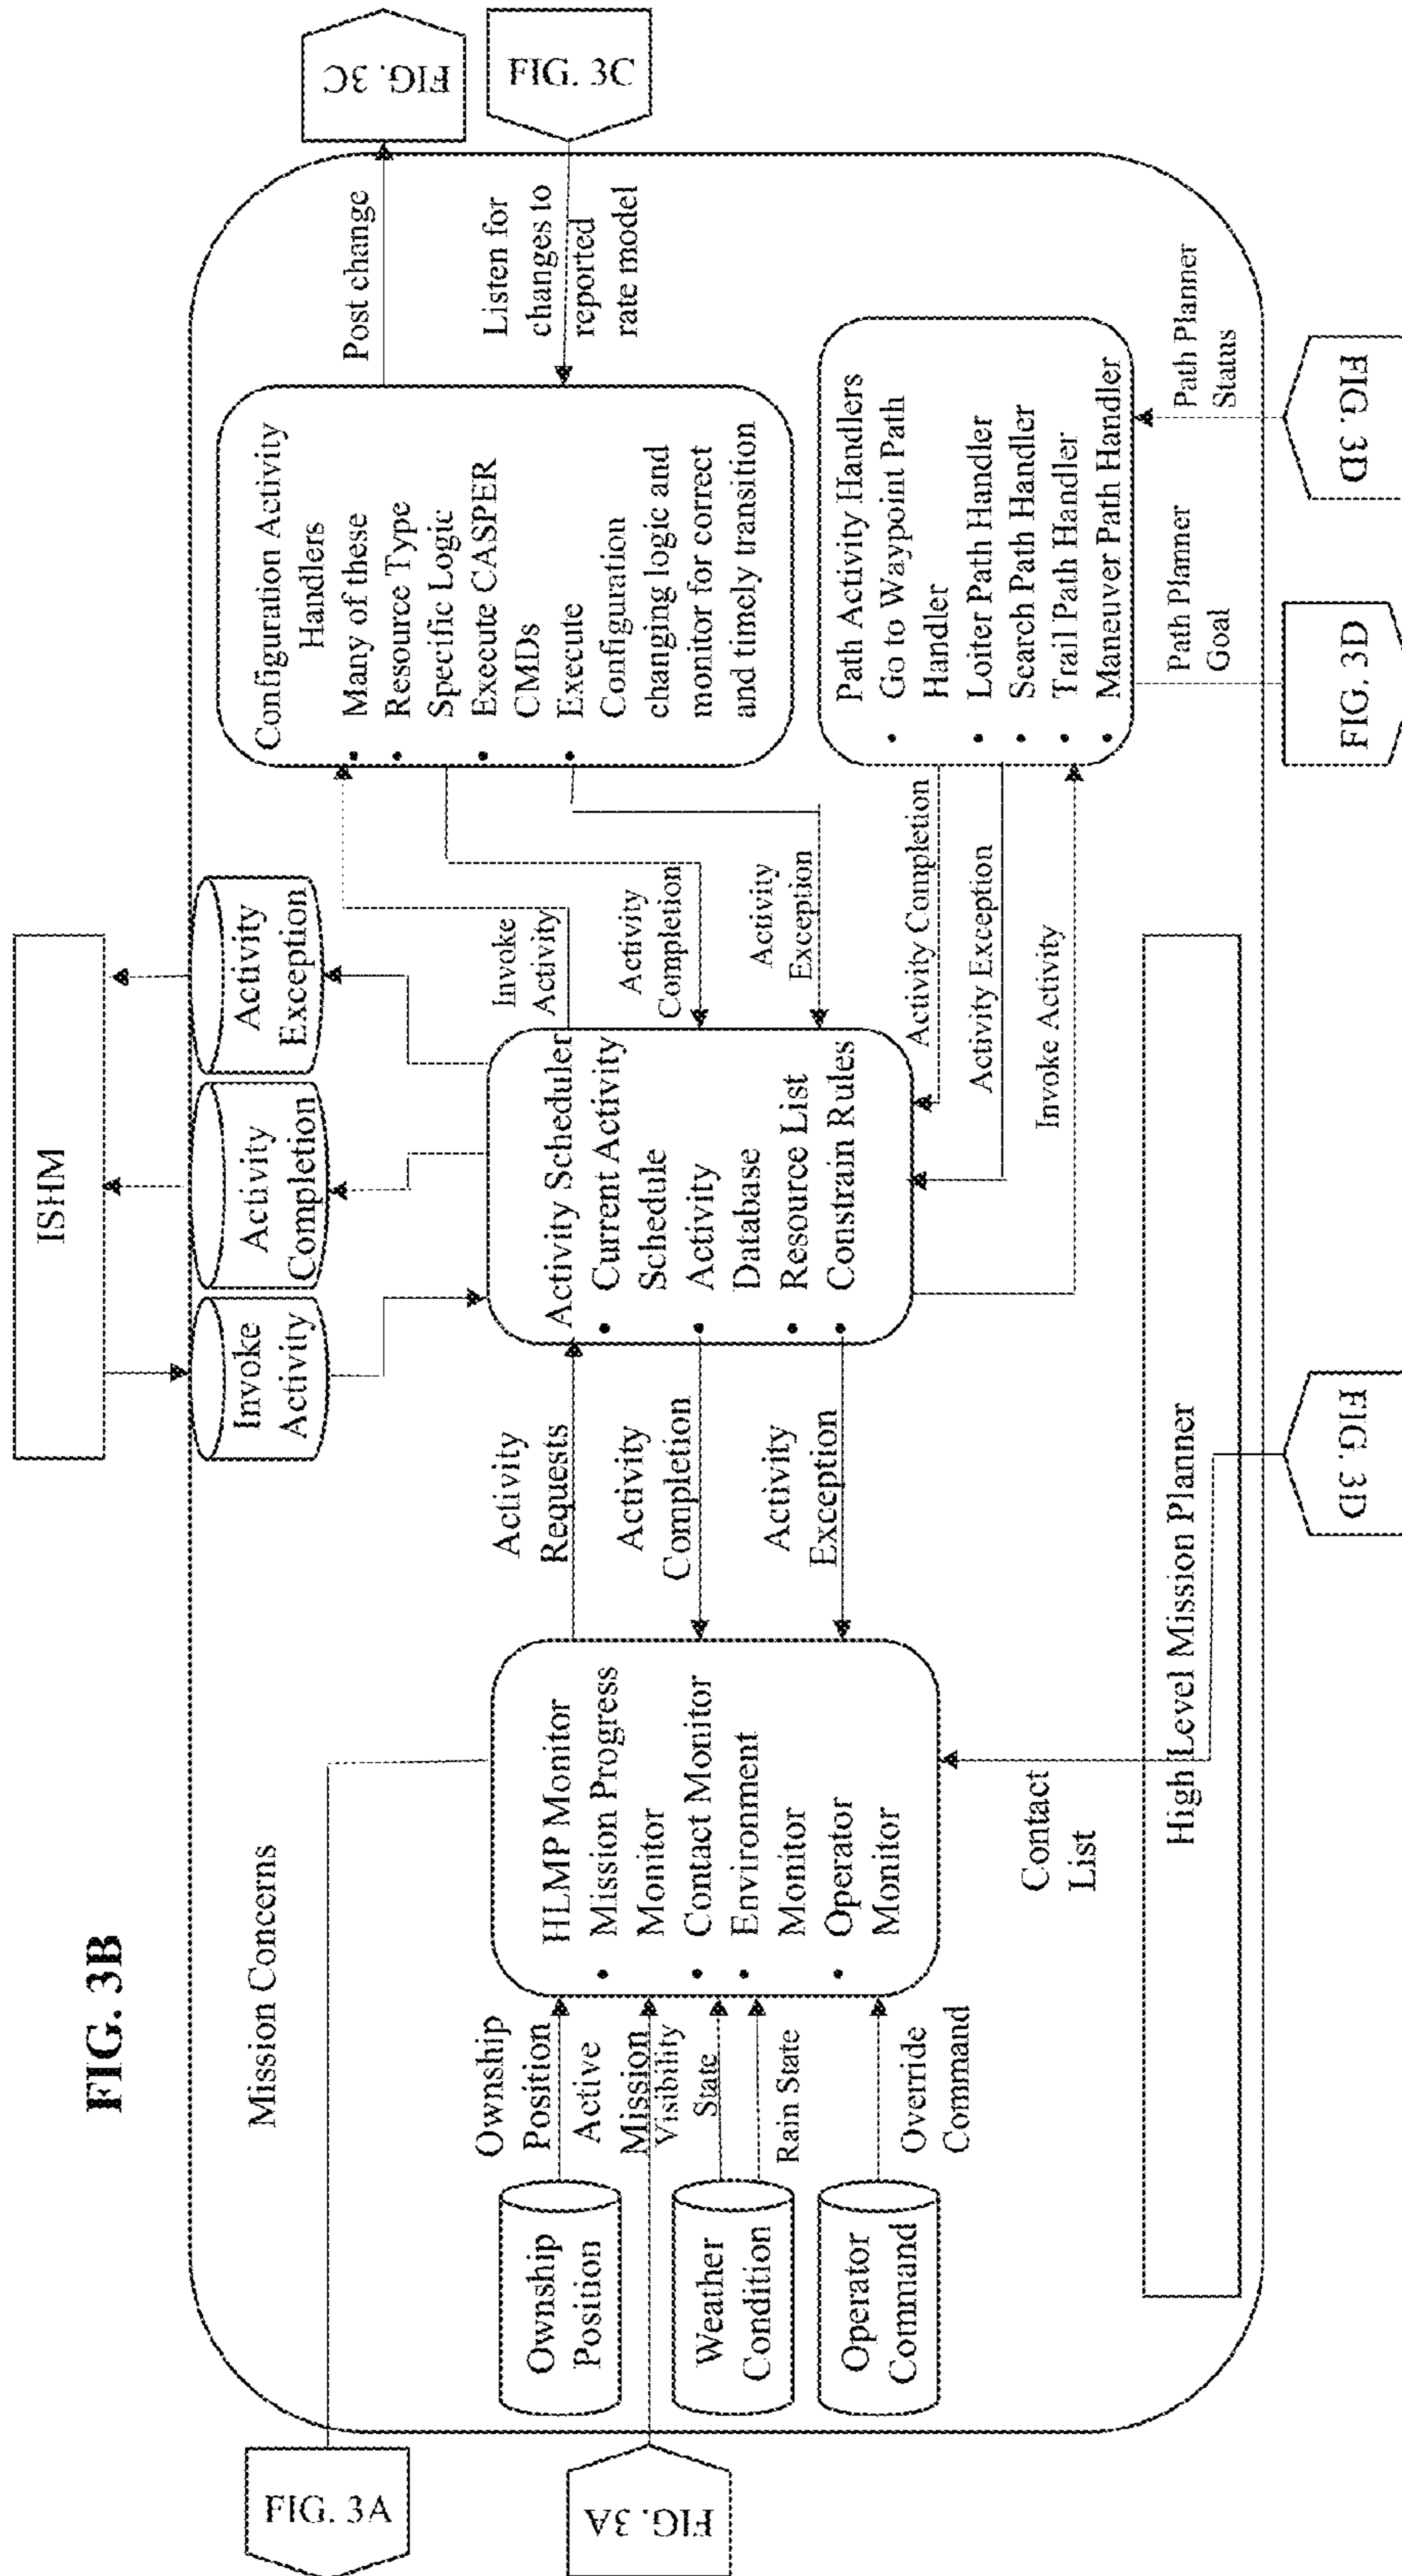 FIG. 3B
ISHM
Invoke
Activity
Activity
Completion
Activity
Exception
FIG. 3A
Mission Concerns
FIG. 3A
Ownship
Position
Ownship
Position
Active
Mission
Weather
Condition
Visibility
State
Rain State
Operator
Command
Override
Command
HLMP Monitor
• Mission Progress
Monitor
• Contact Monitor
• Environment
Monitor
• Operator
Monitor
Contact
List
Activity
Requests
Activity
Completion
Activity
Exception
Activity Scheduler
• Current Activity
Schedule
• Activity
Database
• Resource List
• Constrain Rules
Invoke
Activity
Activity
Completion
Activity
Exception
Activity Completion
Activity Exception
Invoke Activity
Configuration Activity
Handlers
• Many of these
• Resource Type
Specific Logic
• Execute CASPER
CMDs
• Execute
Configuration
changing logic and
monitor for correct
and timely transition
Post change
FIG. 3C
FIG. 3C
Listen for
changes to
reported
rate model
Path Activity Handlers
• Go to Waypoint Path
Handler
• Loiter Path Handler
• Search Path Handler
• Trail Path Handler
• Maneuver Path Handler
Path Planner
Goal
Path Planner
Status
High Level Mission Planner
FIG. 3D
FIG. 3D
FIG. 3D